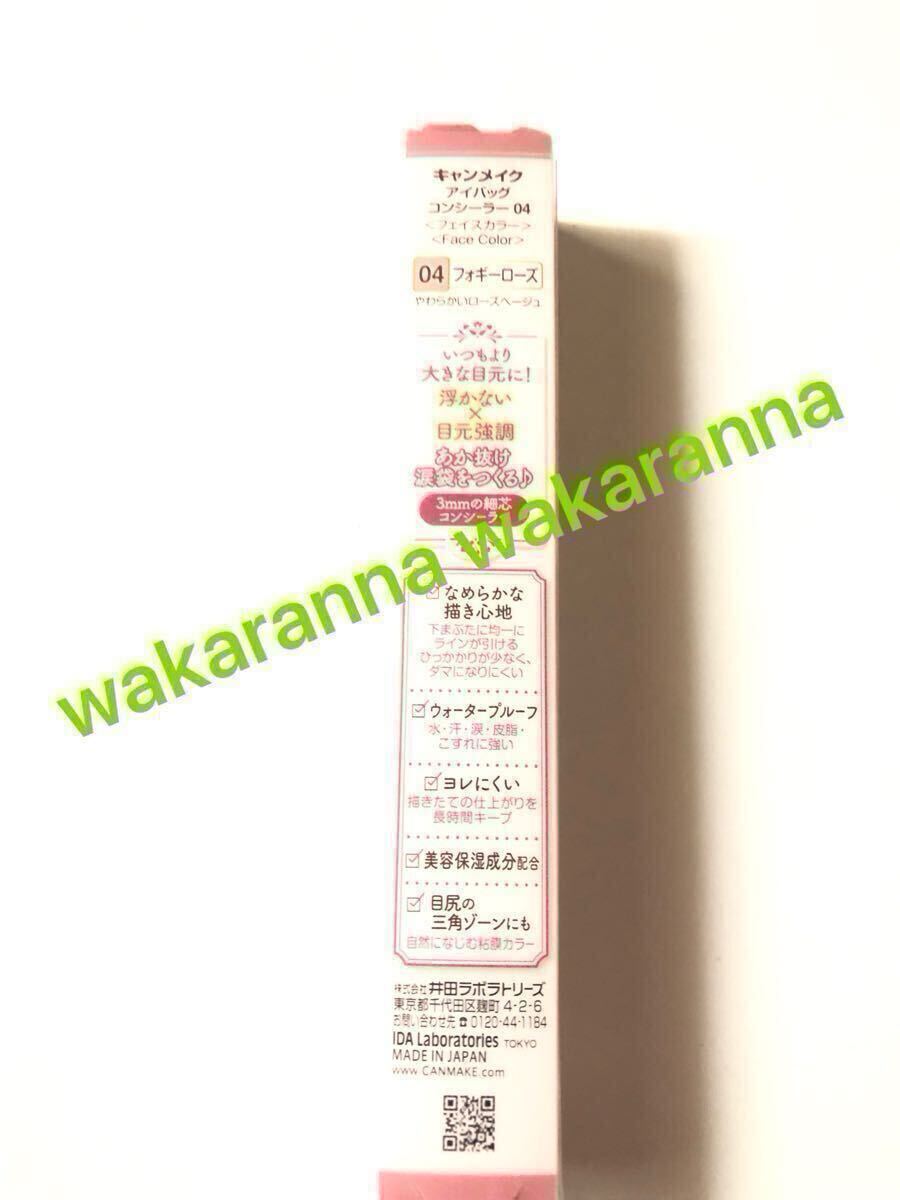 キャンメイク
アイバッグ
コンシーラー 04
<フェイスカラー>
<Face Color>
04 フォギーローズ
やわらかいローズベージュ
いつもより
大きな目元に!
浮かない
×
目元強調
あか抜け
涙袋をつくる♪
3mmの細芯
コンシーラー
wakaranna wakaranna
なめらかな
描き心地
下まぶたに均一に
ラインが引ける
ひっかかりが少なく、
ダマになりにくい
ウォータープルーフ
水・汗・涙・皮脂・
こすれに強い
ヨレにくい
描きたての仕上がりを
長時間キープ
美容保湿成分配合
目尻の
三角ゾーンにも
自然になじむ粘膜カラー
株式会社 井田ラボラトリーズ
東京都千代田区麹町 4-2-6
お問い合わせ先 ☎ 0120-44-1184
IDA Laboratories TOKYO
MADE IN JAPAN
www.CANMAKE.com